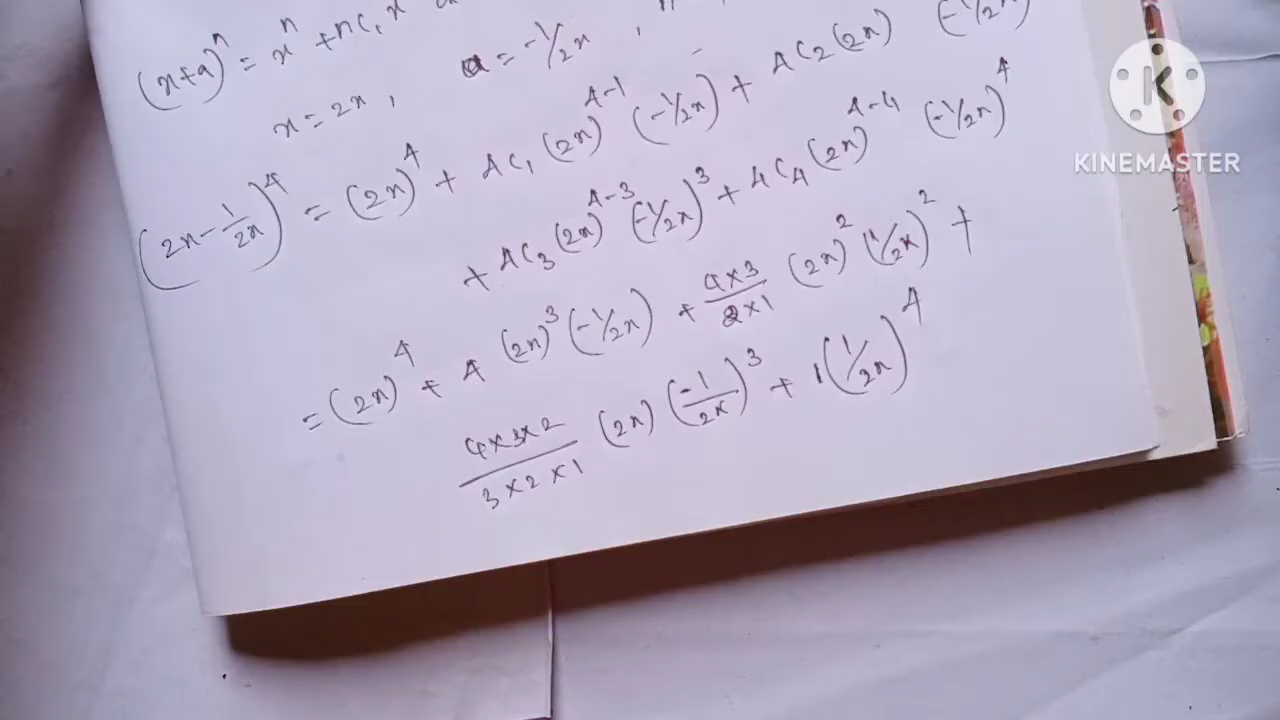 (x+a)^n = x^n + nC₁ x
x = 2x , a = -1/2x ,
(2x - 1/2x)^4 = (2x)^4 + 4C₁ (2x)^4-1 (-1/2x) + 4C₂ (2x) (-1/2x)
+ 4C₃ (2x)^4-3 (-1/2x)^3 + 4C₄ (2x)^4-4 (-1/2x)^4
= (2x)^4 + 4 (2x)^3 (-1/2x) + 4×3/2×1 (2x)^2 (1/2x)^2 +
4×3×2/3×2×1 (2x) (-1/2x)^3 + 1 (1/2x)^4
K
KINEMASTER